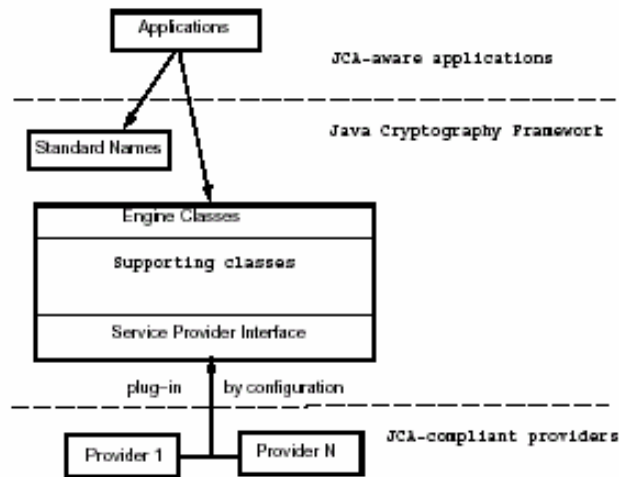 Applications
JCA-aware applications
Java Cryptography Framework
Standard Names
Engine Classes
Supporting classes
Service Provider Interface
plug-in by configuration
JCA-compliant providers
Provider 1
Provider N